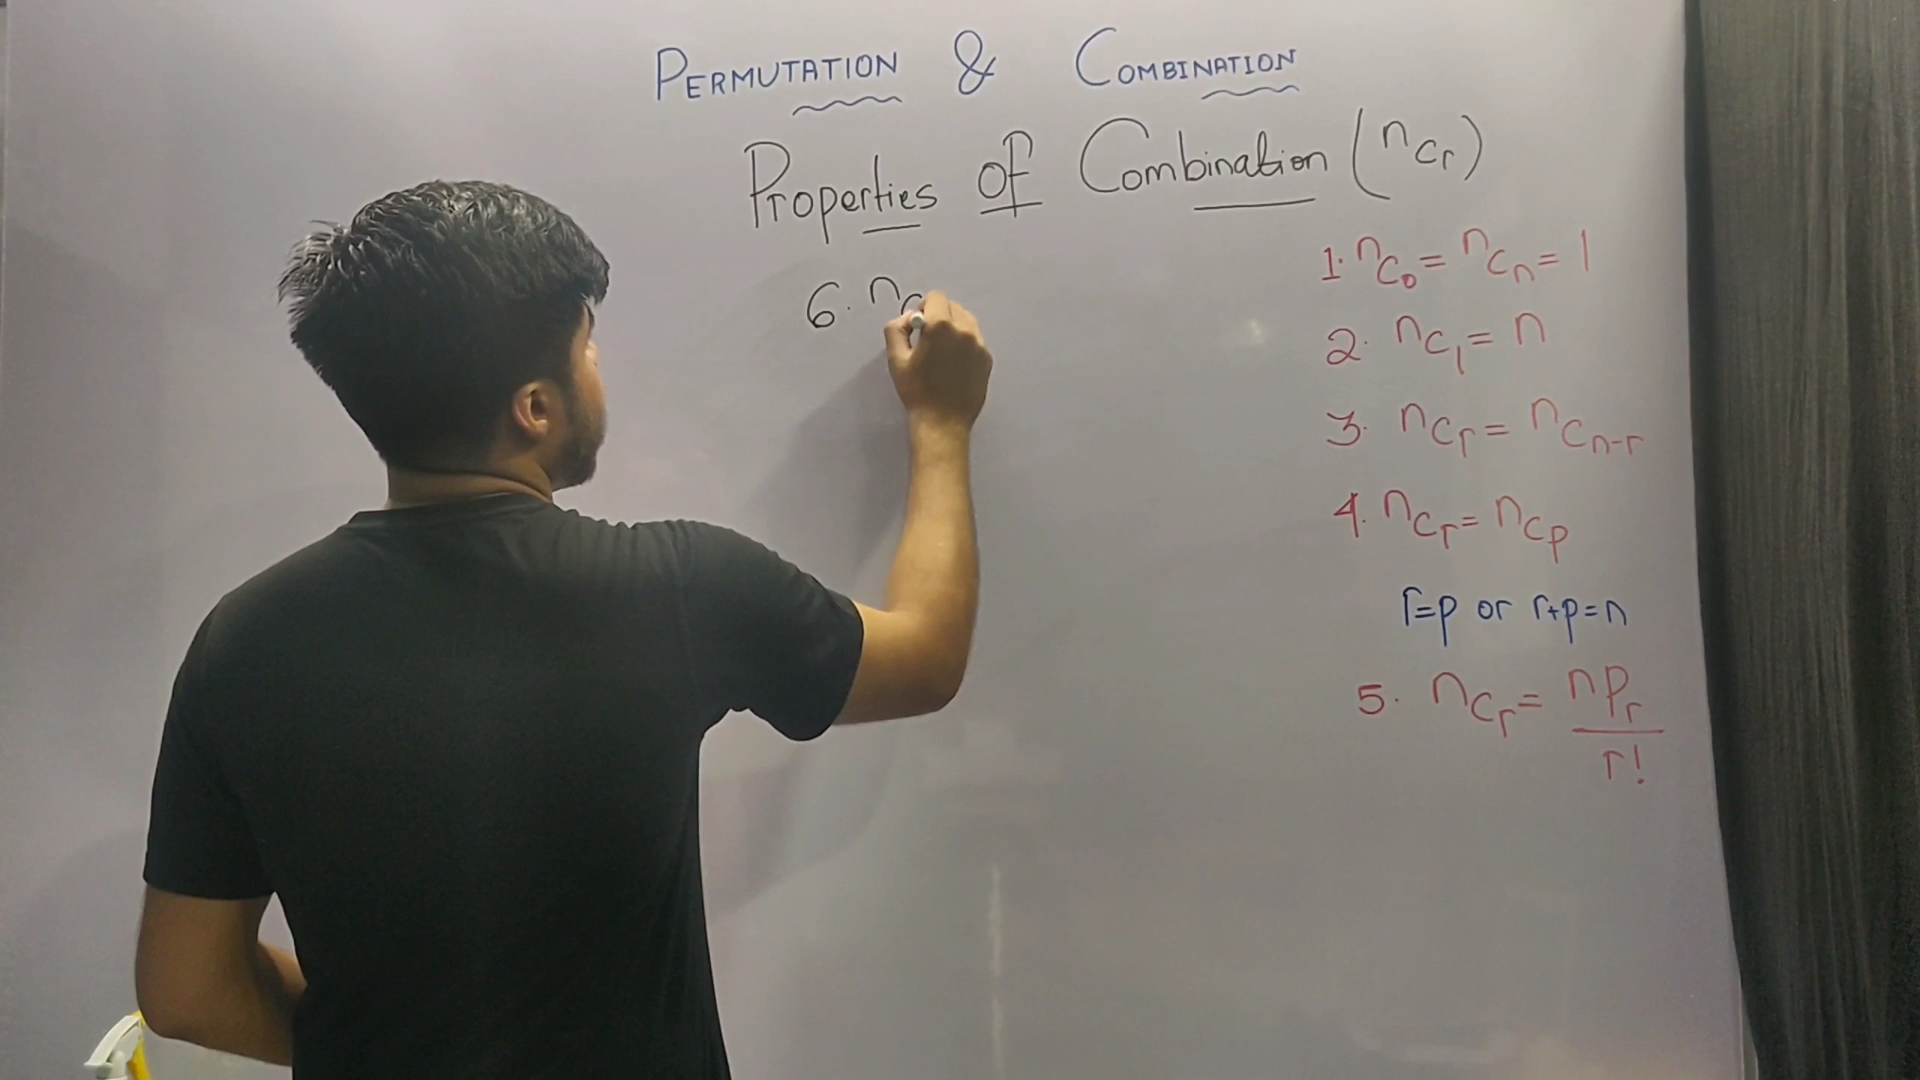 PERMUTATION & COMBINATION
Properties of Combination (ⁿCᵣ)
6. ⁿC
1. ⁿC₀ = ⁿCₙ = 1
2. ⁿC₁ = n
3. ⁿCᵣ = ⁿCₙ₋ᵣ
4. ⁿCᵣ = ⁿCₚ
r=p or r+p=n
5. ⁿCᵣ = ⁿPᵣ / r!